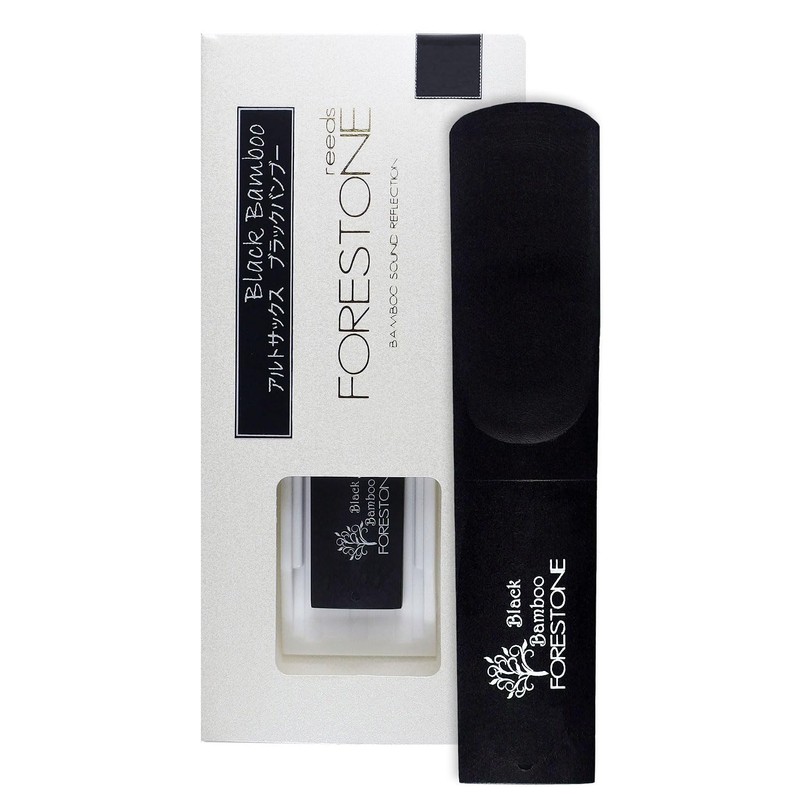 Black Bamboo
アルトサックス ブラックバンブー
reeds
FORESTONE
BAMBOO SOUND REFLECTION
Black
Bamboo
FORESTON
Black
Bamboo
FORESTONE